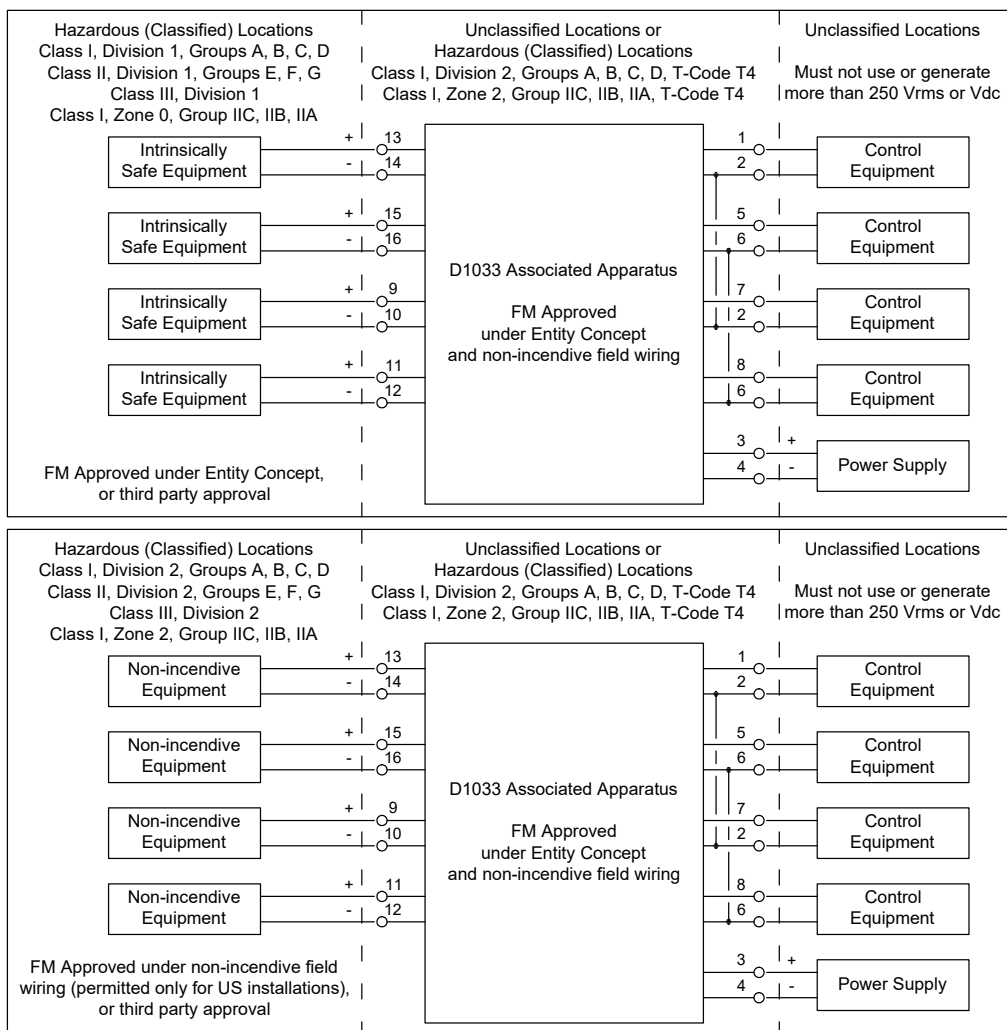 Hazardous (Classified) Locations
Class I, Division 1, Groups A, B, C, D
Class II, Division 1, Groups E, F, G
Class III, Division 1
Class I, Zone 0, Group IIC, IIB, IIA
Unclassified Locations or
Hazardous (Classified) Locations
Class I, Division 2, Groups A, B, C, D, T-Code T4
Class I, Zone 2, Group IIC, IIB, IIA, T-Code T4
Unclassified Locations
Must not use or generate
more than 250 Vrms or Vdc
Intrinsically
Safe Equipment
+ 13
- 14
Intrinsically
Safe Equipment
+ 15
- 16
Intrinsically
Safe Equipment
+ 9
- 10
Intrinsically
Safe Equipment
+ 11
- 12
FM Approved under Entity Concept,
or third party approval
D1033 Associated Apparatus
FM Approved
under Entity Concept
and non-incendive field wiring
1
2
Control
Equipment
5
6
Control
Equipment
7
2
Control
Equipment
8
6
Control
Equipment
3 +
4 -
Power Supply
Hazardous (Classified) Locations
Class I, Division 2, Groups A, B, C, D
Class II, Division 2, Groups E, F, G
Class III, Division 2
Class I, Zone 2, Group IIC, IIB, IIA
Unclassified Locations or
Hazardous (Classified) Locations
Class I, Division 2, Groups A, B, C, D, T-Code T4
Class I, Zone 2, Group IIC, IIB, IIA, T-Code T4
Unclassified Locations
Must not use or generate
more than 250 Vrms or Vdc
Non-incendive
Equipment
+ 13
- 14
Non-incendive
Equipment
+ 15
- 16
Non-incendive
Equipment
+ 9
- 10
Non-incendive
Equipment
+ 11
- 12
FM Approved under non-incendive field
wiring (permitted only for US installations),
or third party approval
D1033 Associated Apparatus
FM Approved
under Entity Concept
and non-incendive field wiring
1
2
Control
Equipment
5
6
Control
Equipment
7
2
Control
Equipment
8
6
Control
Equipment
3 +
4 -
Power Supply